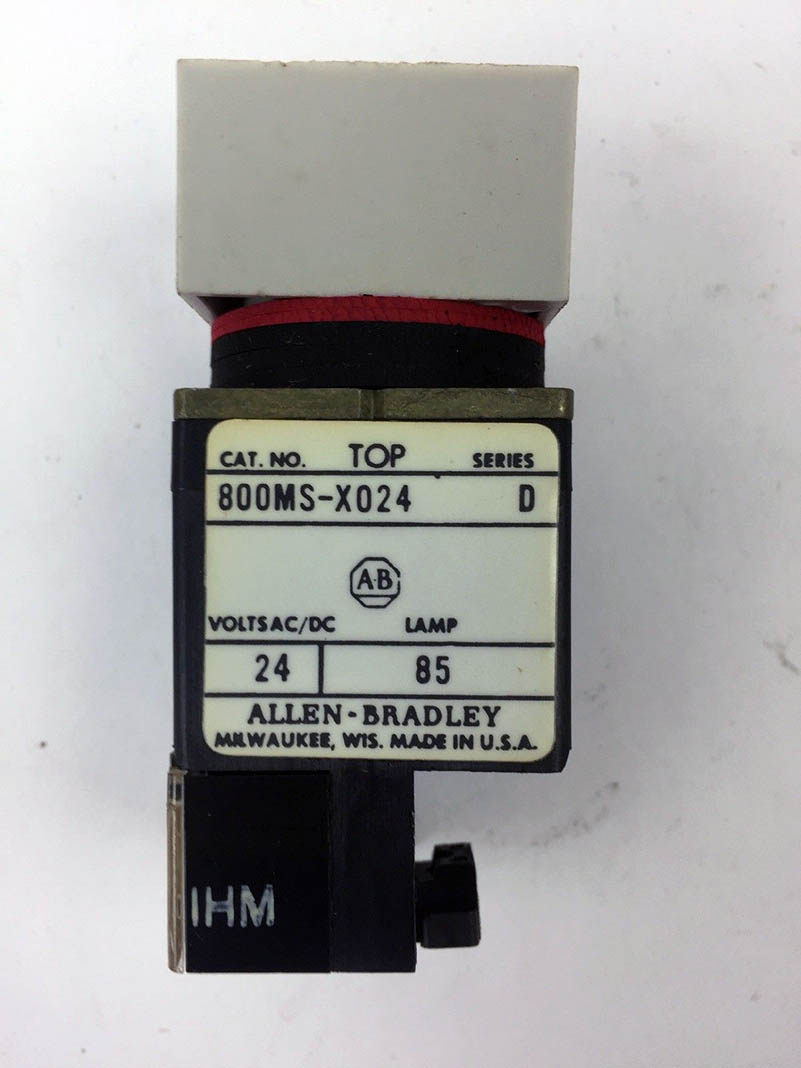 CAT. NO. TOP SERIES
800MS-X024 D
A-B
VOLTS AC/DC LAMP
24 85
ALLEN-BRADLEY
MILWAUKEE, WIS. MADE IN U.S.A.
IHM